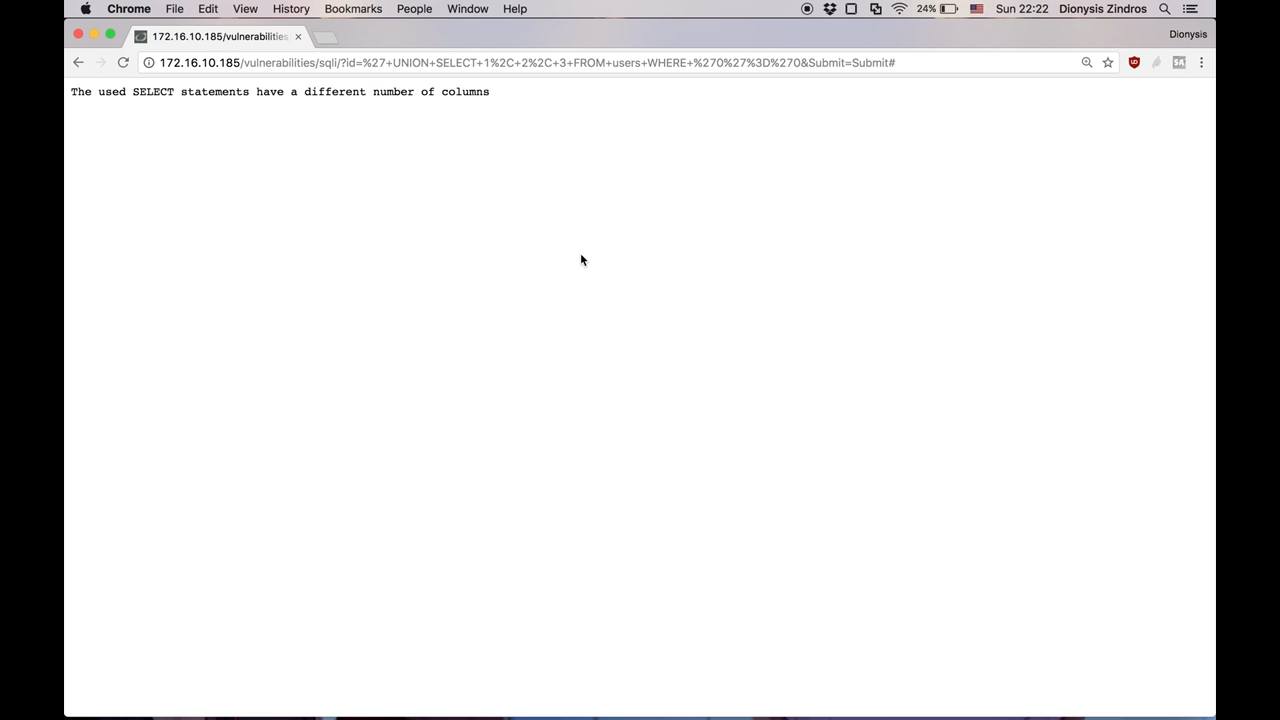 Chrome File Edit View History Bookmarks People Window Help 24% Sun 22:22 Dionysis Zindros
172.16.10.185/vulnerabilities
Dionysis
172.16.10.185/vulnerabilities/sqli/?id=%27+UNION+SELECT+1%2C+2%2C+3+FROM+users+WHERE+%270%27%3D%270&Submit=Submit#
The used SELECT statements have a different number of columns